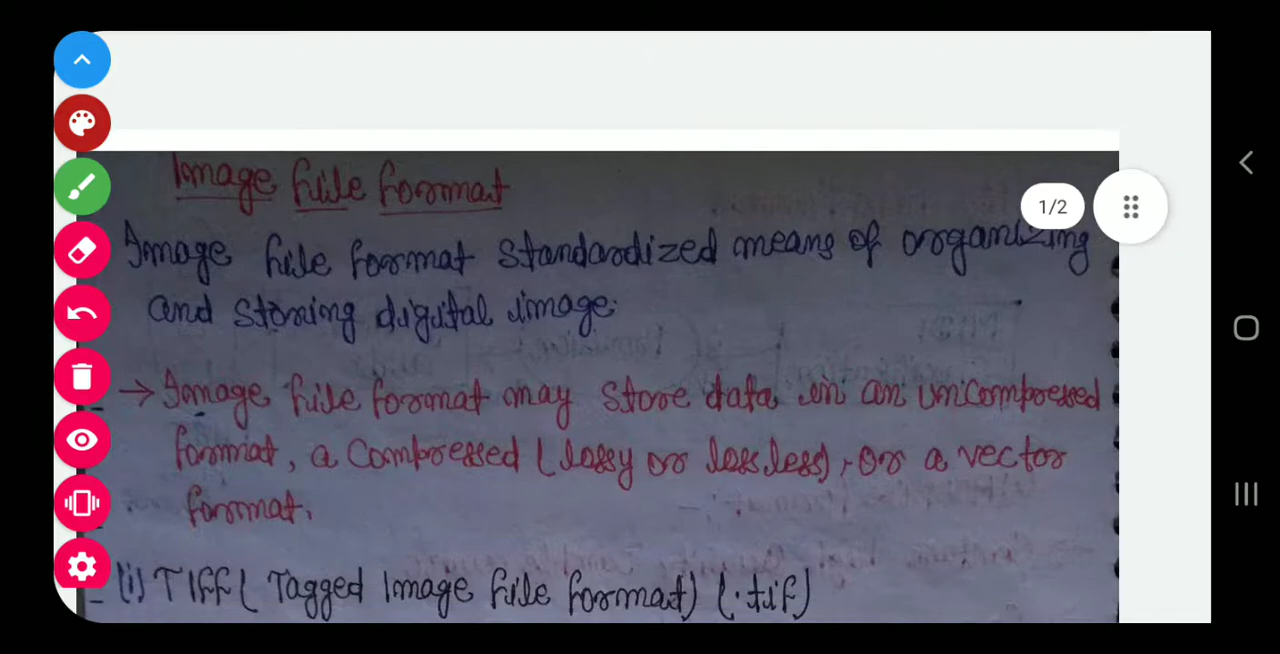 Image file format
1/2
Image file format standardized means of organizing
and storing digital image.
→ Image file format may store data in an uncompressed
format, a compressed (lossy or lossless), or a vector
format.
(i) TIFF ( Tagged Image file format) (.tif)